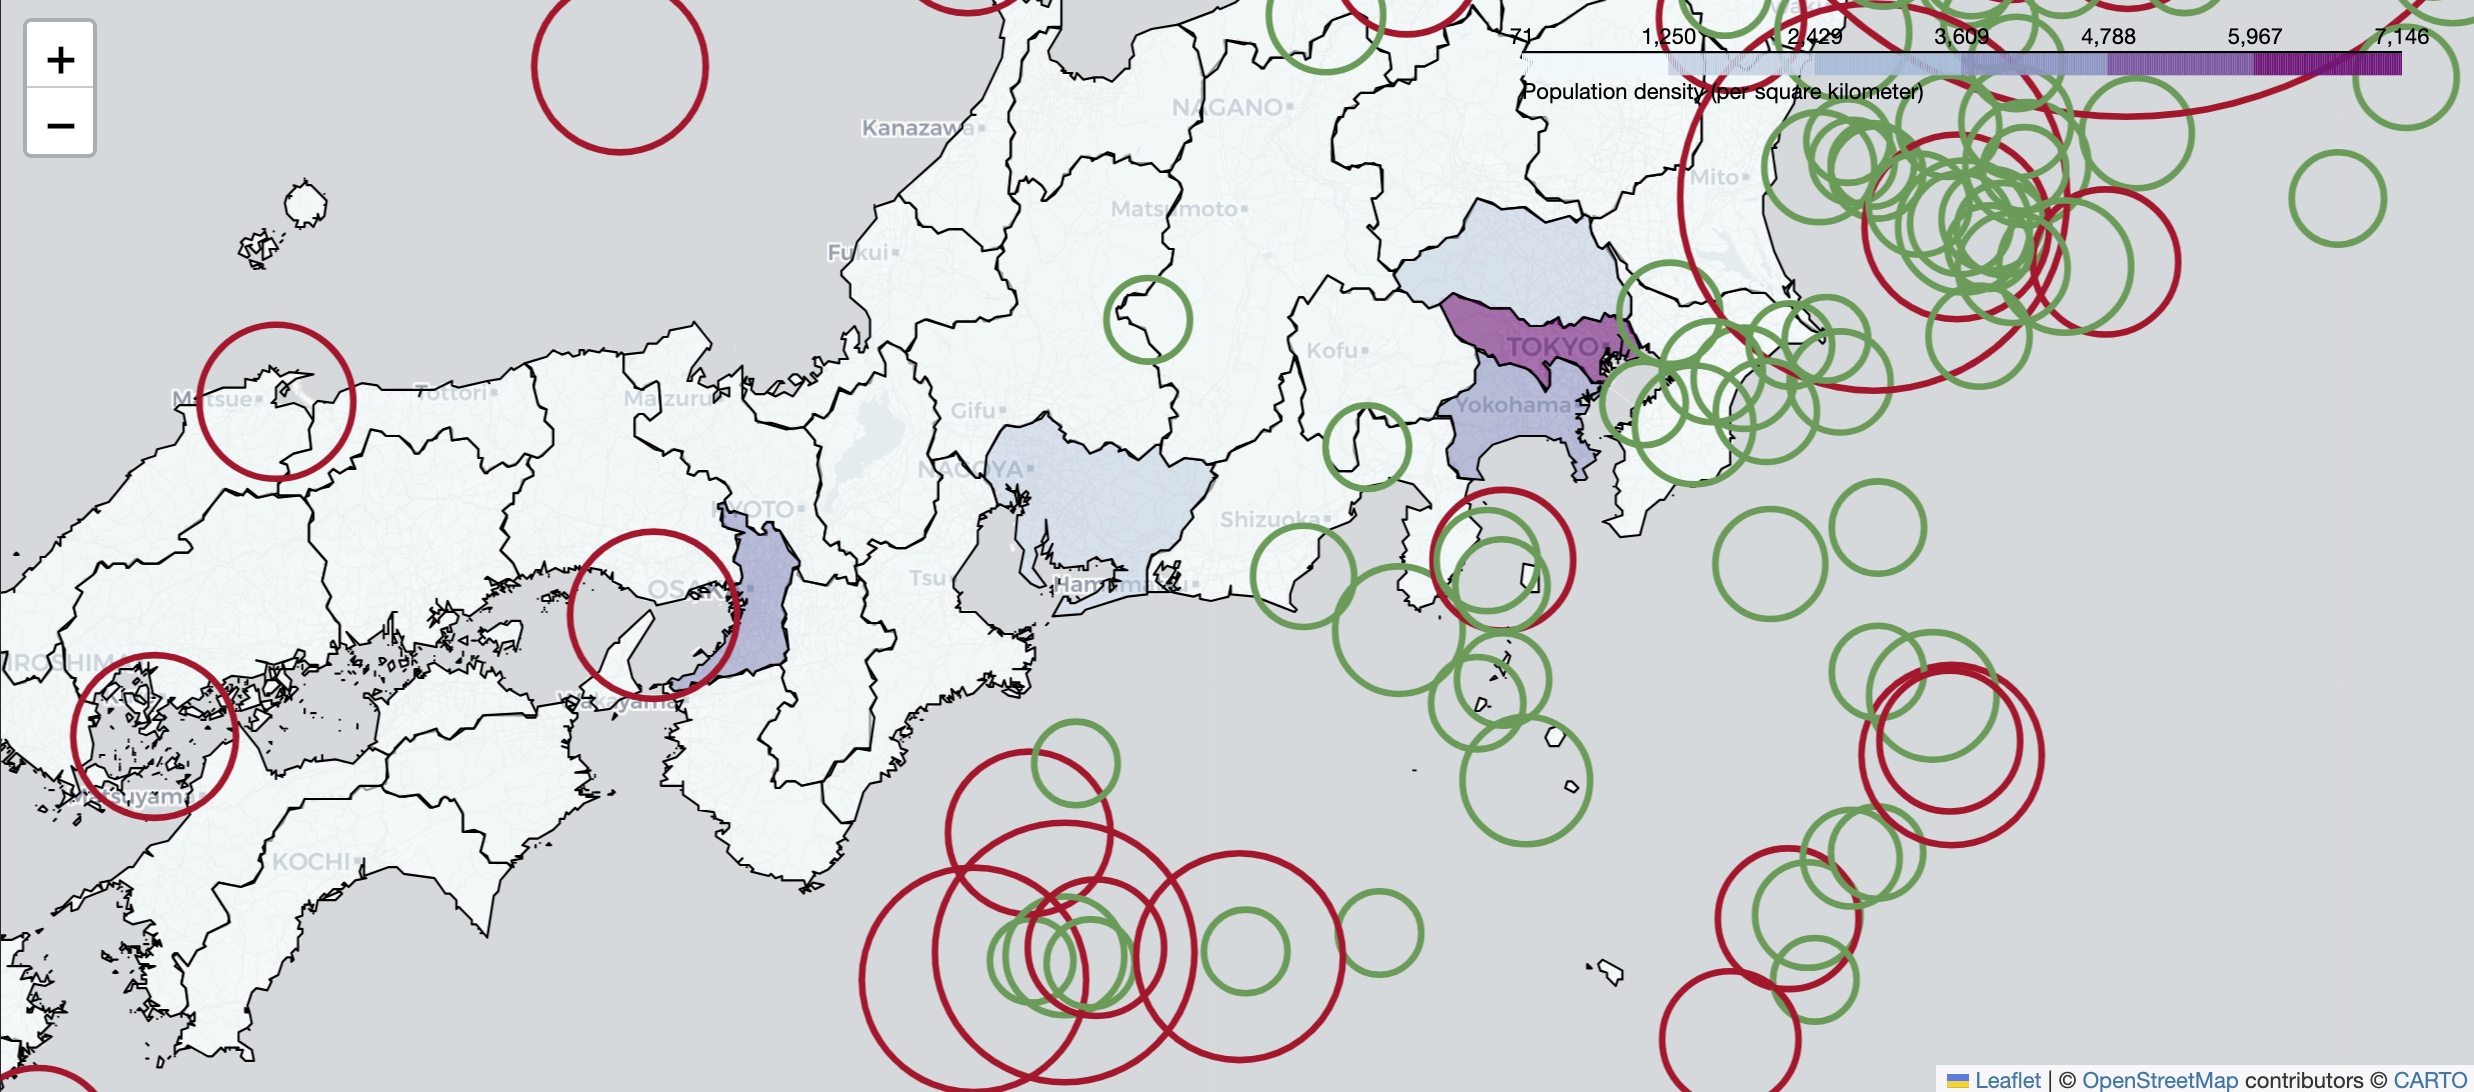 +
−
71 1,250 2,429 3,609 4,788 5,967 7,146
Population density (per square kilometer)
NAGANO
Kanazawa
Mito
Matsumoto
Fukui
TOKYO
Kofu
Matsue
Tottori
Maizuru
Gifu
Yokohama
NAGOYA
KYOTO
Shizuoka
Tsu
Hamamatsu
OSAKA
HIROSHIMA
Wakayama
Matsuyama
KOCHI
Leaflet | © OpenStreetMap contributors © CARTO